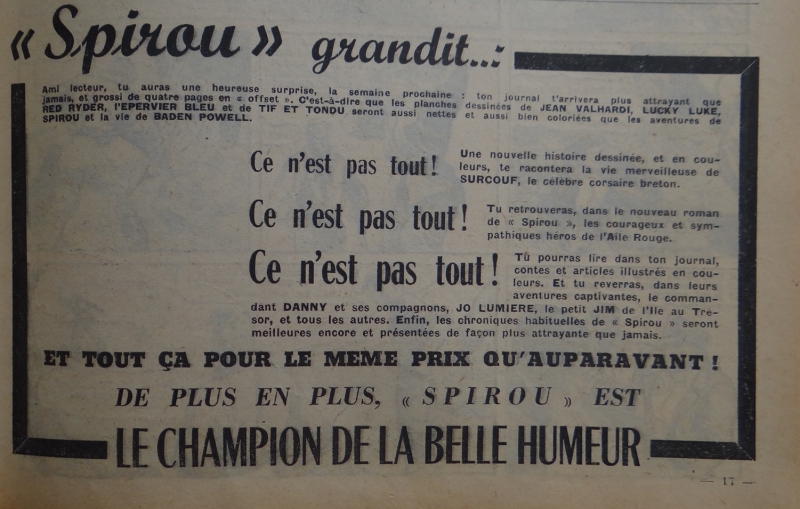 « Spirou » grandit...:
Ami lecteur, tu auras une heureuse surprise, la semaine prochaine : ton journal t'arrivera plus attrayant que
jamais, et grossi de quatre pages en « offset ». C'est-à-dire que les planches dessinées de JEAN VALHARDI, LUCKY LUKE,
RED RYDER, l'EPERVIER BLEU et de TIF ET TONDU seront aussi nettes et aussi bien coloriées que les aventures de
SPIROU et la vie de BADEN POWELL.
Ce n'est pas tout!
Une nouvelle histoire dessinée, et en cou-
leurs, te racontera la vie merveilleuse de
SURCOUF, le célèbre corsaire breton.
Ce n'est pas tout!
Tu retrouveras, dans le nouveau roman
de « Spirou », les courageux et sym-
pathiques héros de l'Aile Rouge.
Ce n'est pas tout!
Tu pourras lire dans ton journal,
contes et articles illustrés en cou-
leurs. Et tu reverras, dans leurs
aventures captivantes, le comman-
dant DANNY et ses compagnons, JO LUMIERE, le petit JIM de l'Ile au Tré-
sor, et tous les autres. Enfin, les chroniques habituelles de « Spirou » seront
meilleures encore et présentées de façon plus attrayante que jamais.
ET TOUT ÇA POUR LE MEME PRIX QU'AUPARAVANT !
DE PLUS EN PLUS, « SPIROU » EST
LE CHAMPION DE LA BELLE HUMEUR
— 17 —